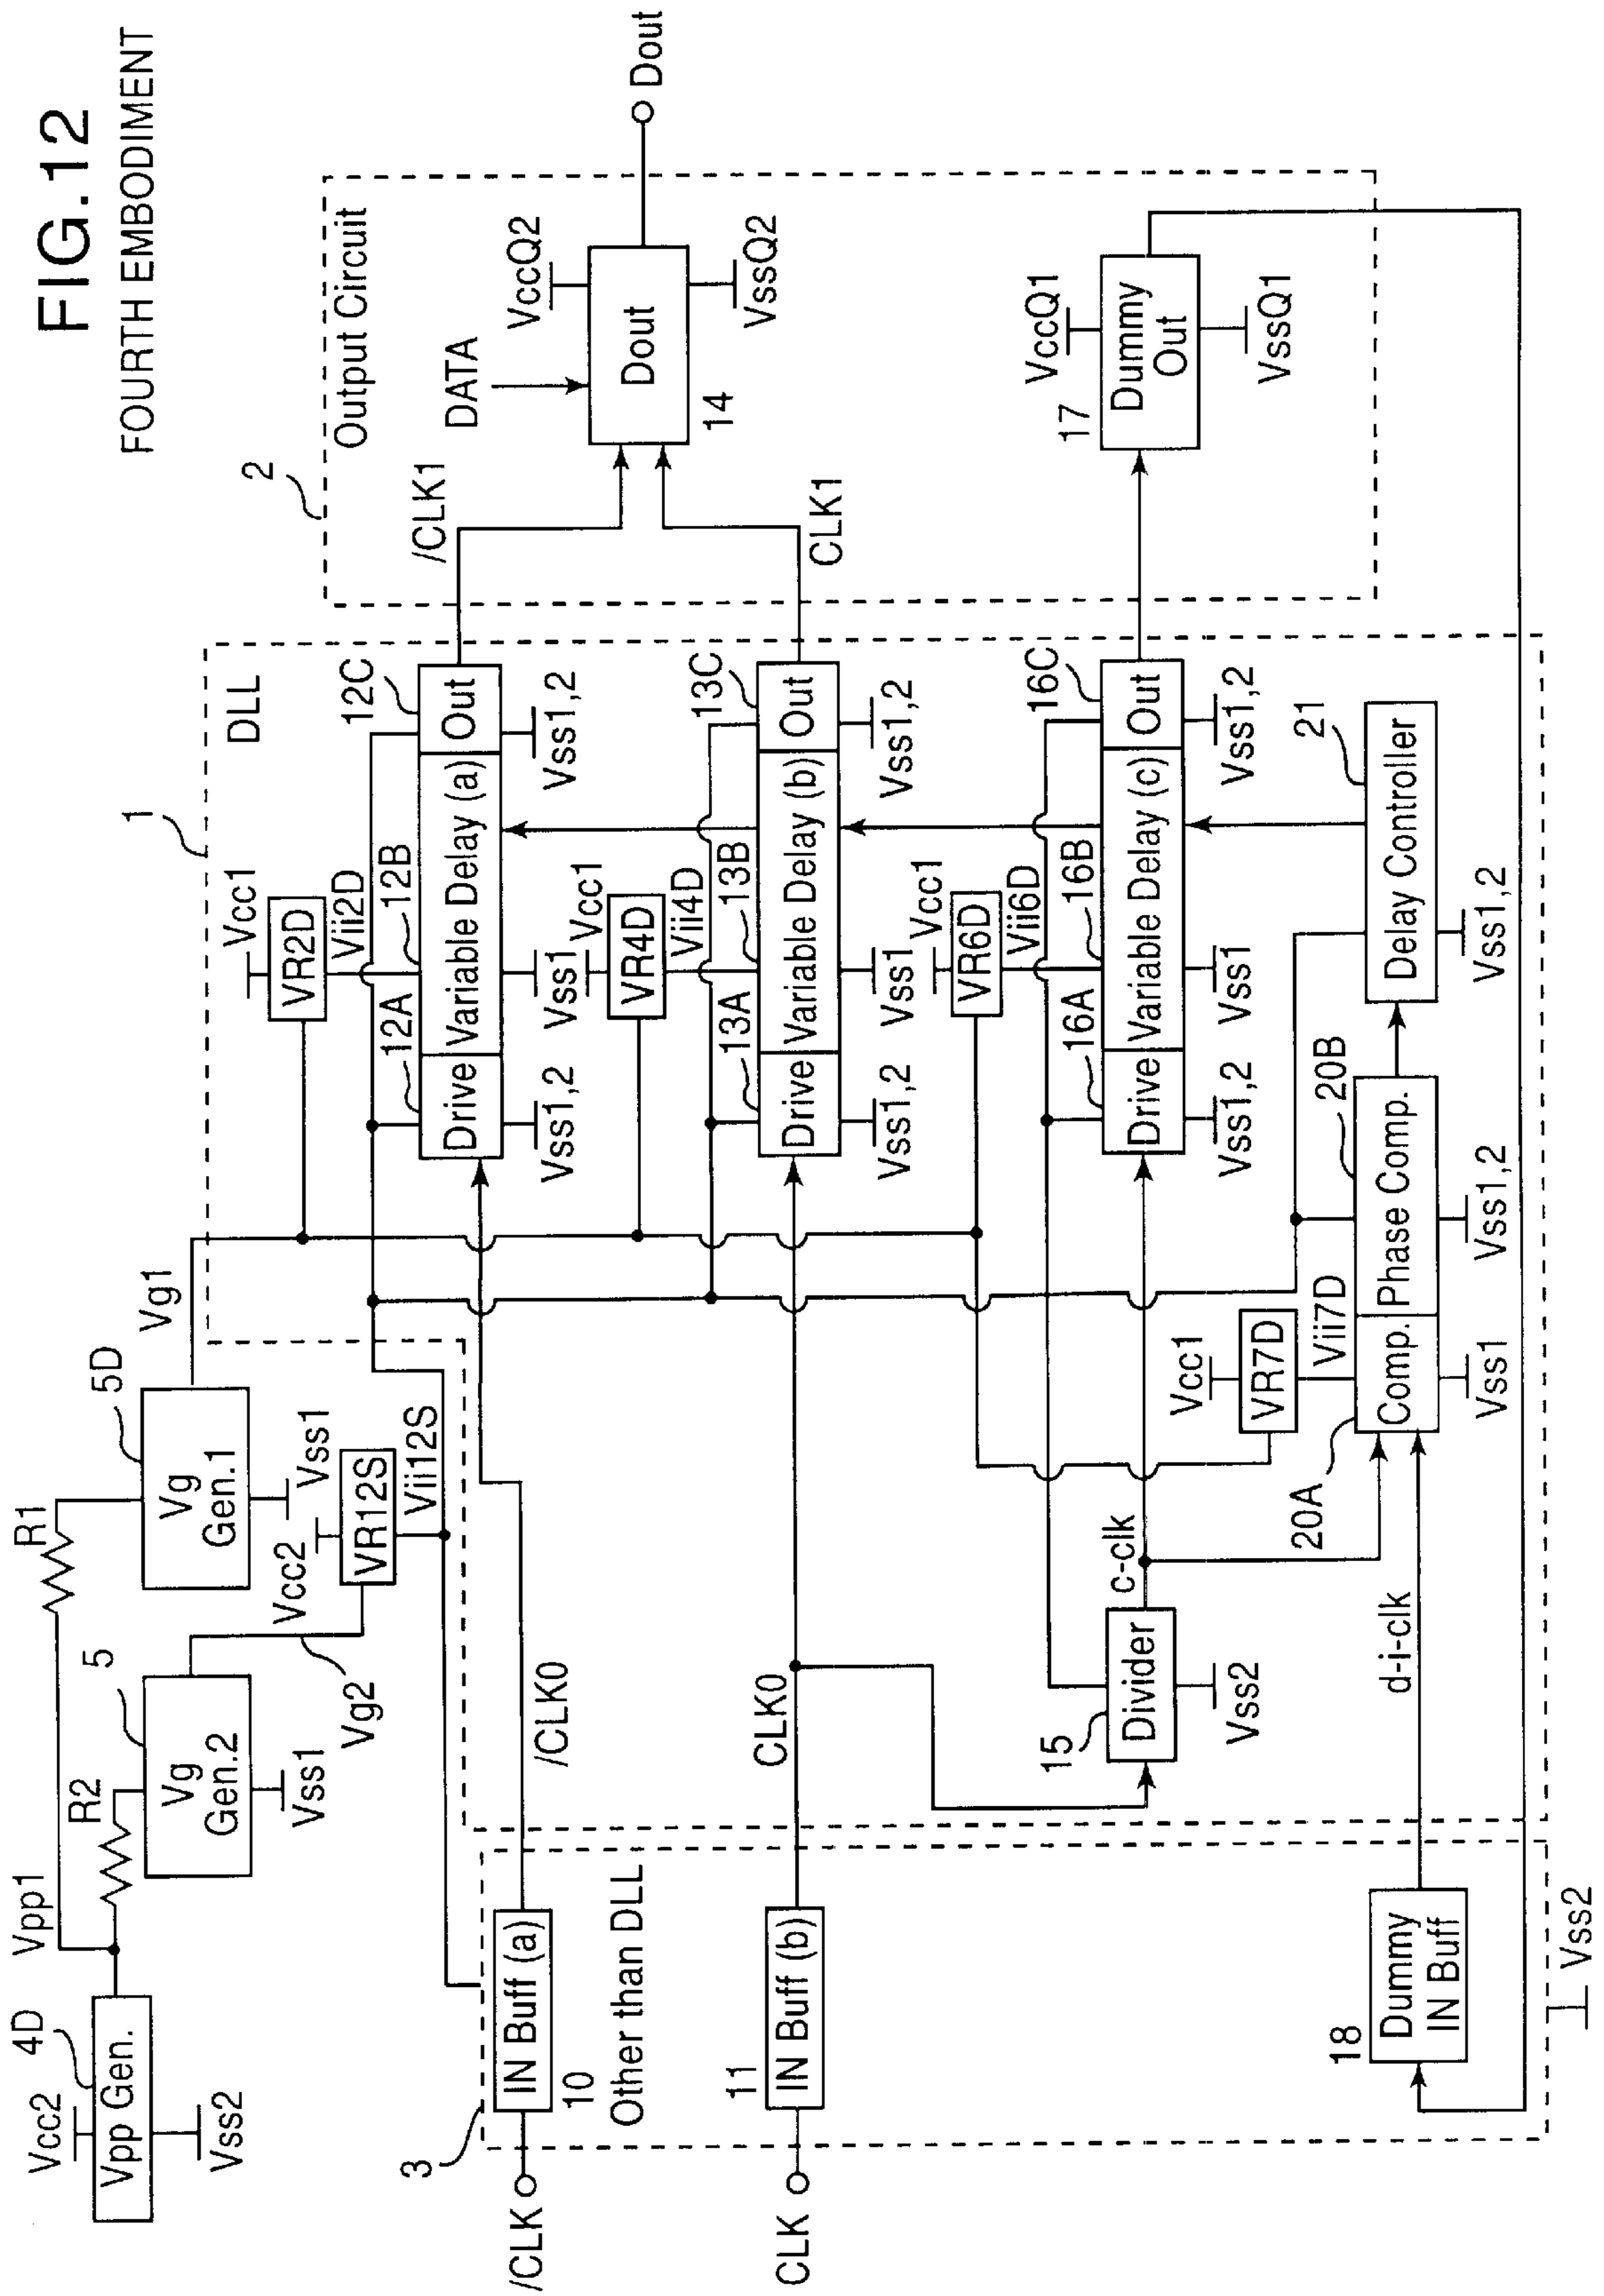 FIG.12
FOURTH EMBODIMENT
Vcc2
4D
Vpp Gen.
Vss2
Vpp1
R1
R2
5
Vg
Gen.2
Vss1
Vg2
5D
Vg
Gen.1
Vss1
Vg1
Vcc2
VR12S
Vii12S
1
DLL
Vcc1
VR2D
Vii2D
12A
12B
12C
Drive
Variable Delay (a)
Out
Vss1,2
Vss1
Vss1,2
Vcc1
VR4D
Vii4D
13A
13B
13C
Drive
Variable Delay (b)
Out
Vss1,2
Vss1
Vss1,2
Vcc1
VR6D
Vii6D
16A
16B
16C
Drive
Variable Delay (c)
Out
Vss1,2
Vss1
Vss1,2
Vcc1
VR7D
Vii7D
20A
20B
Comp.
Phase Comp.
Vss1
Vss1,2
21
Delay Controller
Vss1,2
15
Divider
Vss2
c-clk
d-i-clk
3
/CLK
IN Buff (a)
10
/CLK0
Other than DLL
CLK
11
IN Buff (b)
CLK0
18
Dummy
IN Buff
Vss2
2
Output Circuit
/CLK1
CLK1
DATA
VccQ2
Dout
14
VssQ2
Dout
VccQ1
17
Dummy
Out
VssQ1